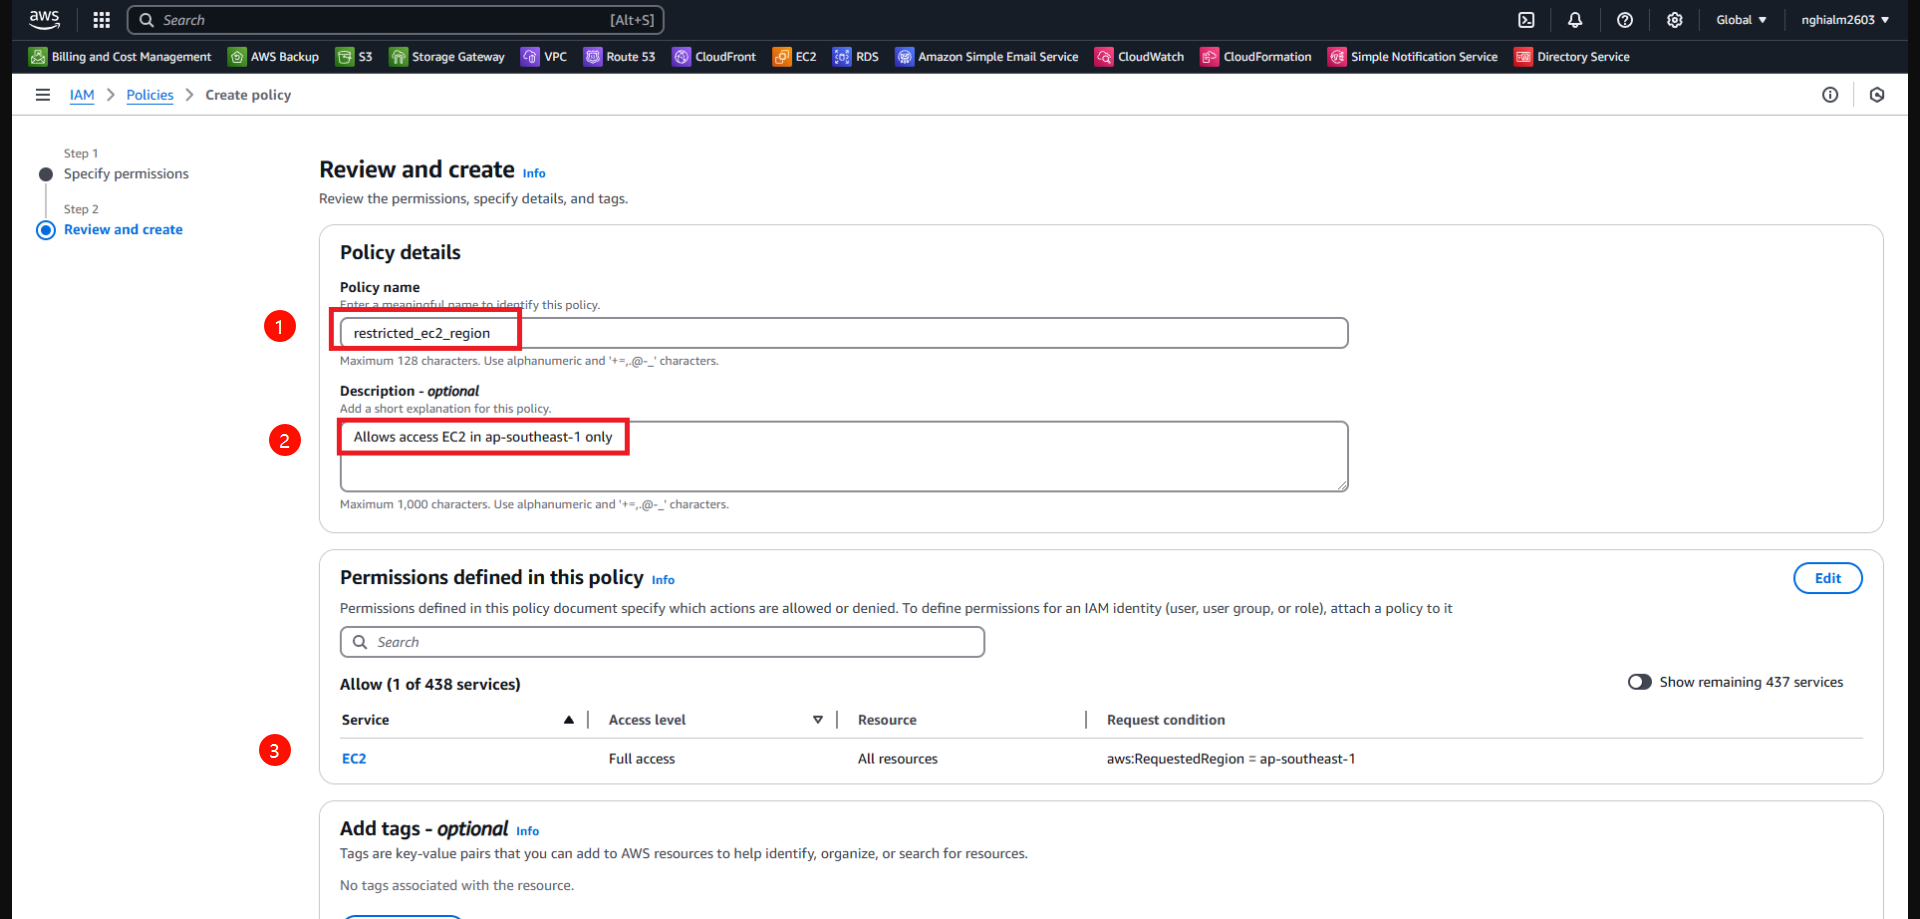 aws
Search [Alt+S] Global nghialm2603
Billing and Cost Management AWS Backup S3 Storage Gateway VPC Route 53 CloudFront EC2 RDS Amazon Simple Email Service CloudWatch CloudFormation Simple Notification Service Directory Service
IAM > Policies > Create policy
Step 1
Specify permissions
Step 2
Review and create
Review and create Info
Review the permissions, specify details, and tags.
Policy details
Policy name
Enter a meaningful name to identify this policy.
1
restricted_ec2_region
Maximum 128 characters. Use alphanumeric and '+=,.@-_' characters.
Description - optional
Add a short explanation for this policy.
2
Allows access EC2 in ap-southeast-1 only
Maximum 1,000 characters. Use alphanumeric and '+=,.@-_' characters.
Permissions defined in this policy Info
Edit
Permissions defined in this policy document specify which actions are allowed or denied. To define permissions for an IAM identity (user, user group, or role), attach a policy to it
Search
Allow (1 of 438 services)
Show remaining 437 services
Service Access level Resource Request condition
3
EC2 Full access All resources aws:RequestedRegion = ap-southeast-1
Add tags - optional Info
Tags are key-value pairs that you can add to AWS resources to help identify, organize, or search for resources.
No tags associated with the resource.